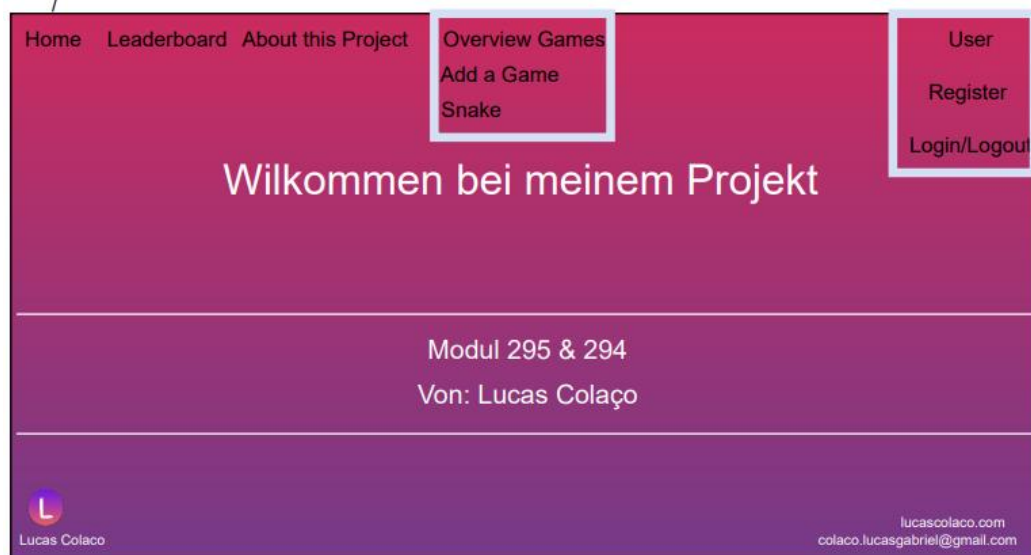 Home Leaderboard About this Project Overview Games User
Add a Game
Snake
Register
Login/Logout
Wilkommen bei meinem Projekt
Modul 295 & 294
Von: Lucas Colaço
L
Lucas Colaco
lucascolaco.com
colaco.lucasgabriel@gmail.com